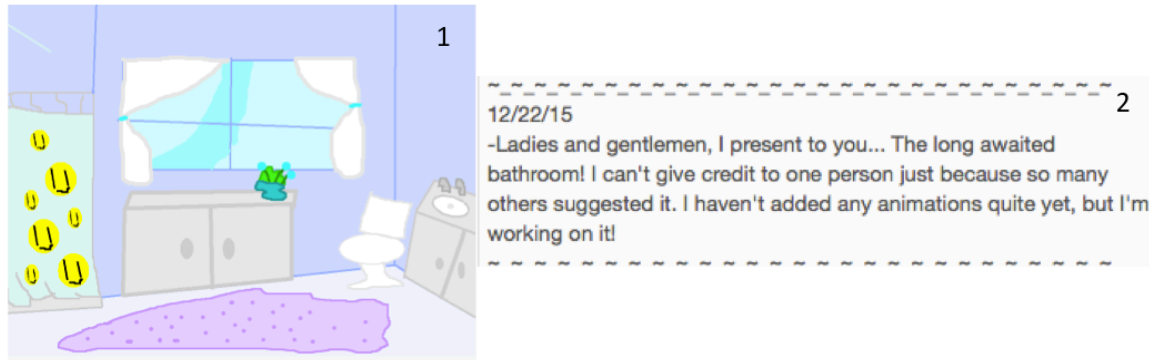 1
~_~_~_~_~_~_~_~_~_~_~_~_~_~_~_~_~_~_~_~_~_~_~_~_~_~
2
12/22/15
-Ladies and gentlemen, I present to you... The long awaited
bathroom! I can't give credit to one person just because so many
others suggested it. I haven't added any animations quite yet, but I'm
working on it!
~ ~ ~ ~ ~ ~ ~ ~ ~ ~ ~ ~ ~ ~ ~ ~ ~ ~ ~ ~ ~ ~ ~ ~ ~ ~